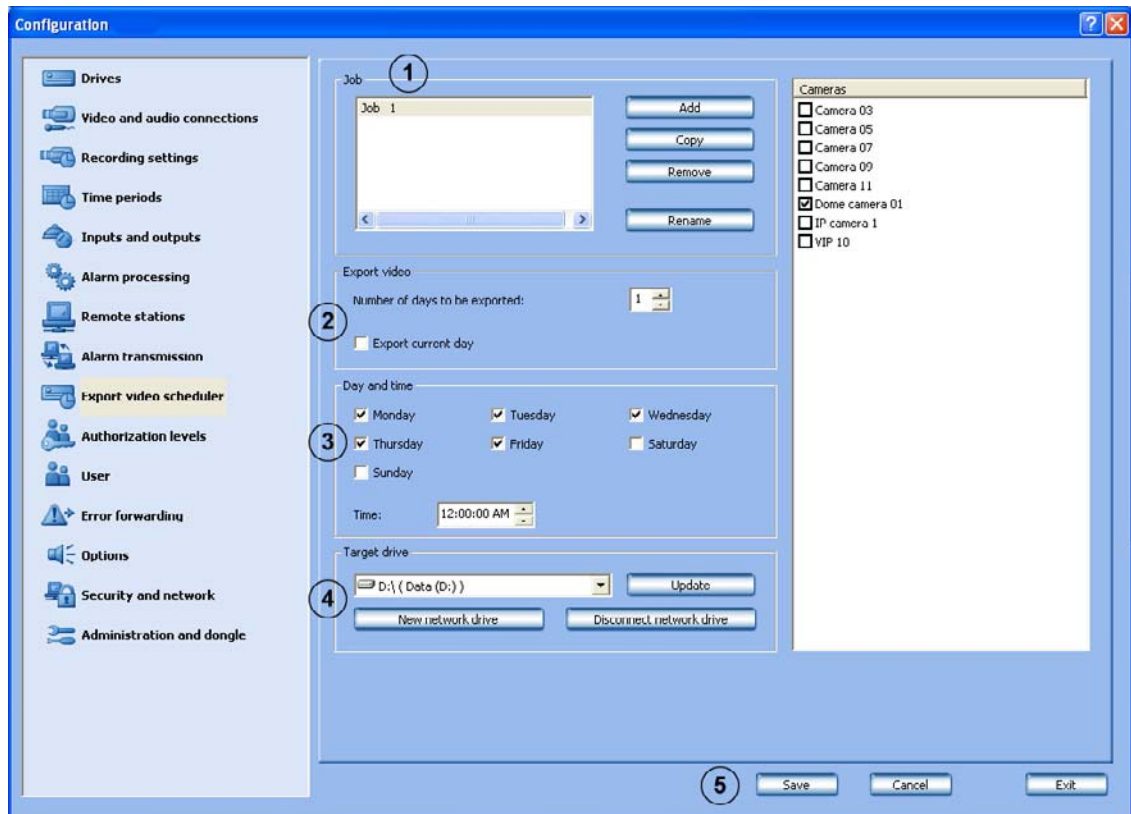 Configuration
Drives
Video and audio connections
Recording settings
Time periods
Inputs and outputs
Alarm processing
Remote stations
Alarm transmission
Export video scheduler
Authorization levels
User
Error forwarding
Options
Security and network
Administration and dongle
1
Job
Job 1
Add
Copy
Remove
Rename
Export video
2
Number of days to be exported: 1
Export current day
Day and time
3
Monday Tuesday Wednesday
Thursday Friday Saturday
Sunday
Time: 12:00:00 AM
Target drive
4
D:\ ( Data (D:) ) Update
New network drive Disconnect network drive
Cameras
Camera 03
Camera 05
Camera 07
Camera 09
Camera 11
Dome camera 01
IP camera 1
VIP 10
5
Save Cancel Exit